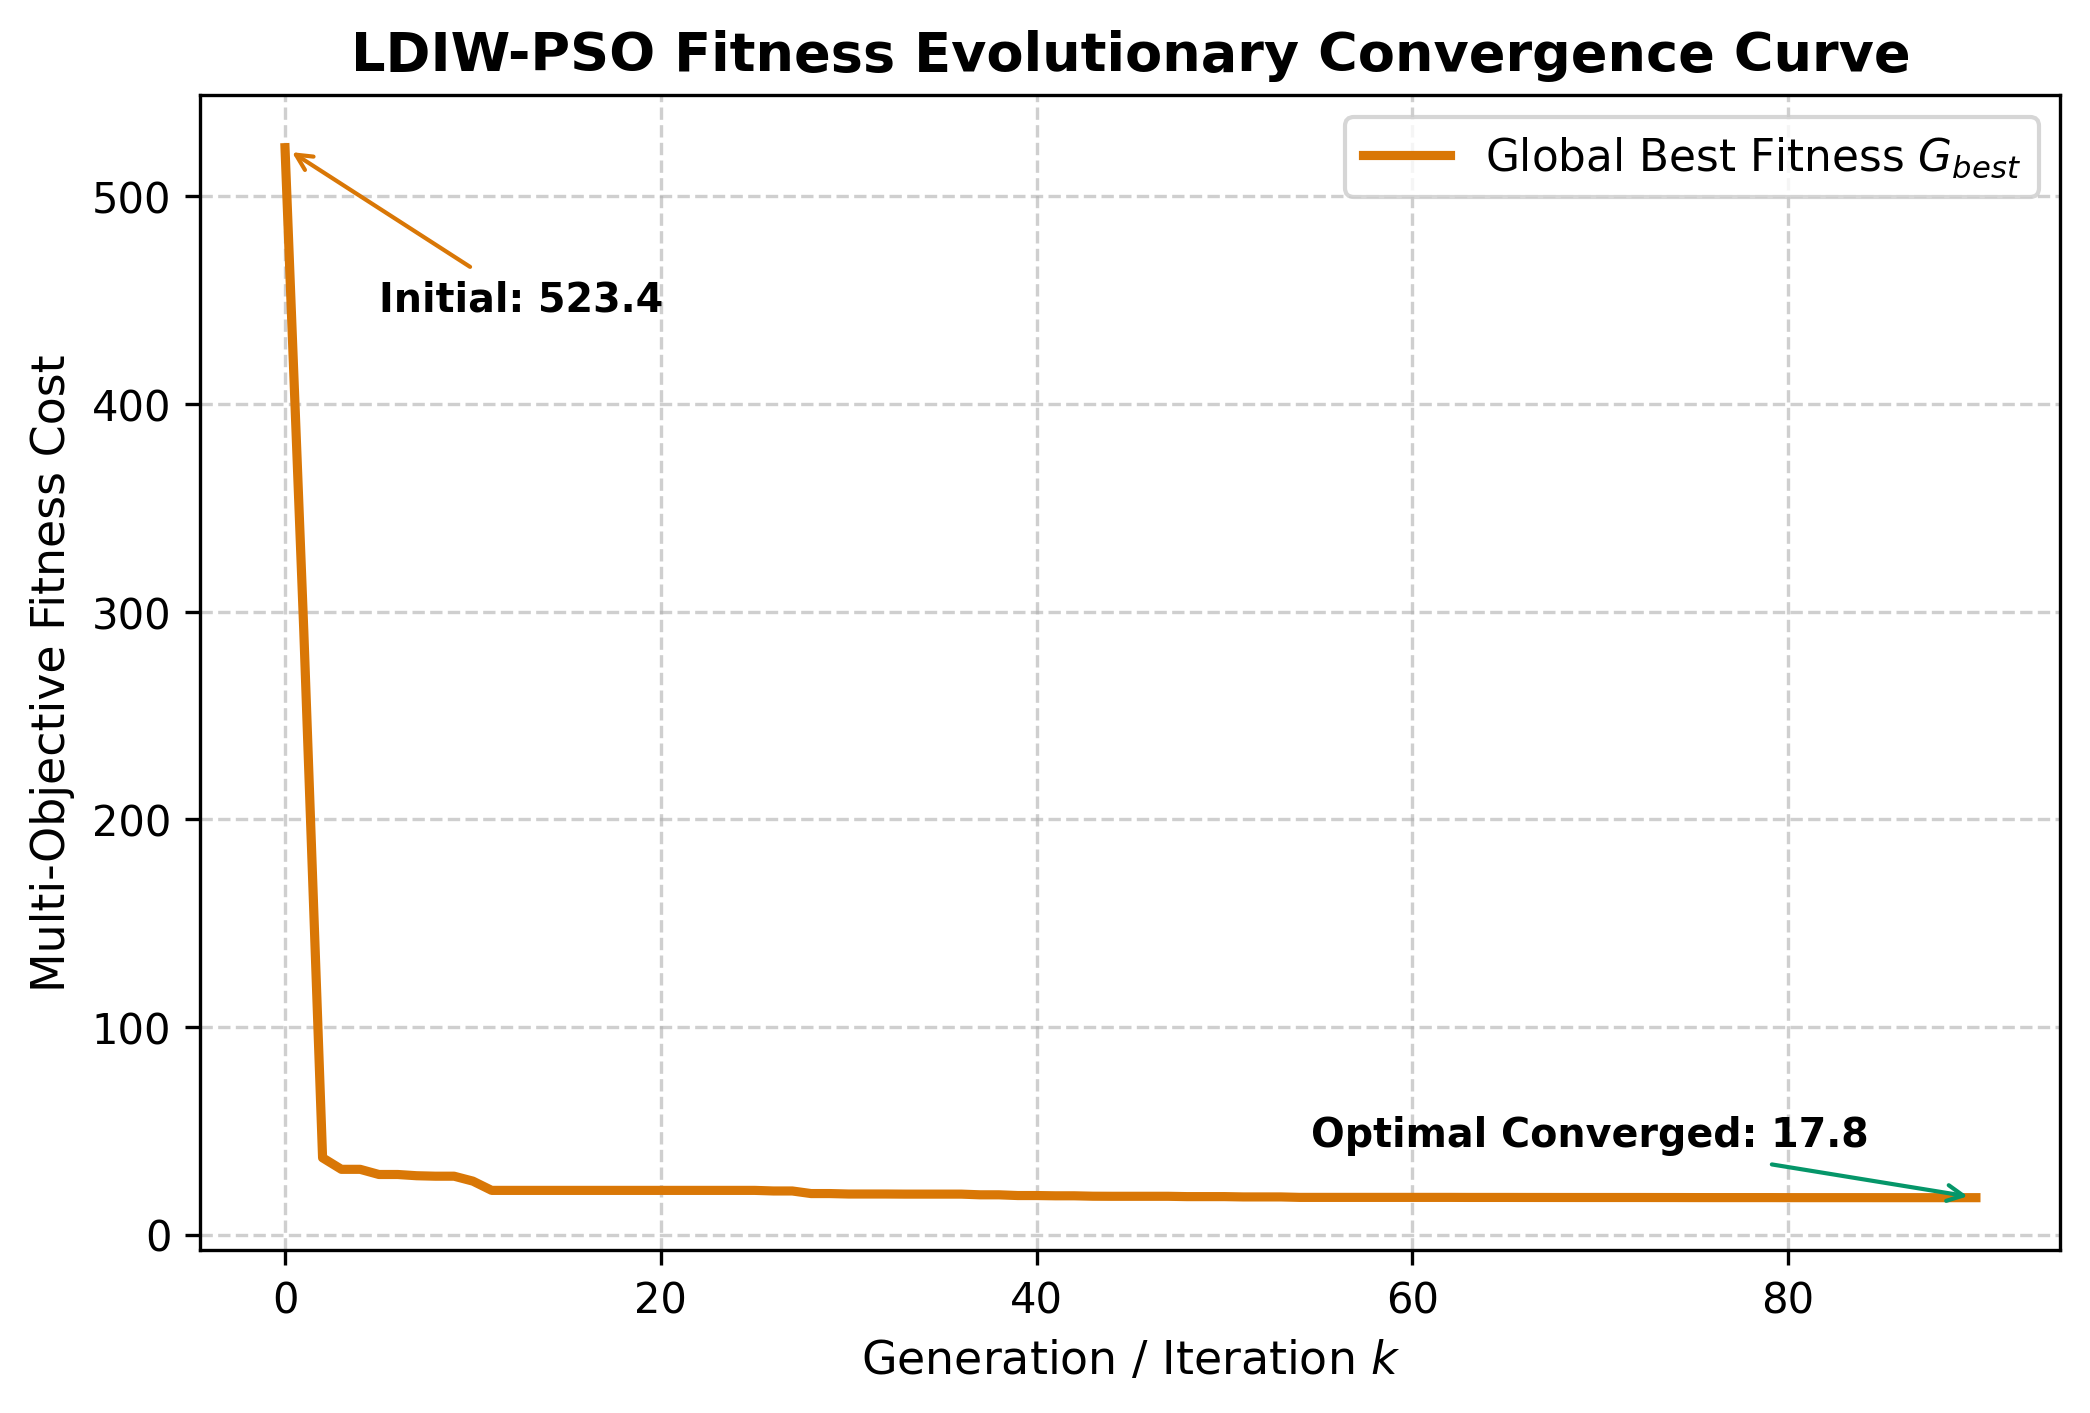 LDIW-PSO Fitness Evolutionary Convergence Curve
Global Best Fitness G_best
Initial: 523.4
Optimal Converged: 17.8
Multi-Objective Fitness Cost
500
400
300
200
100
0
0 20 40 60 80
Generation / Iteration k